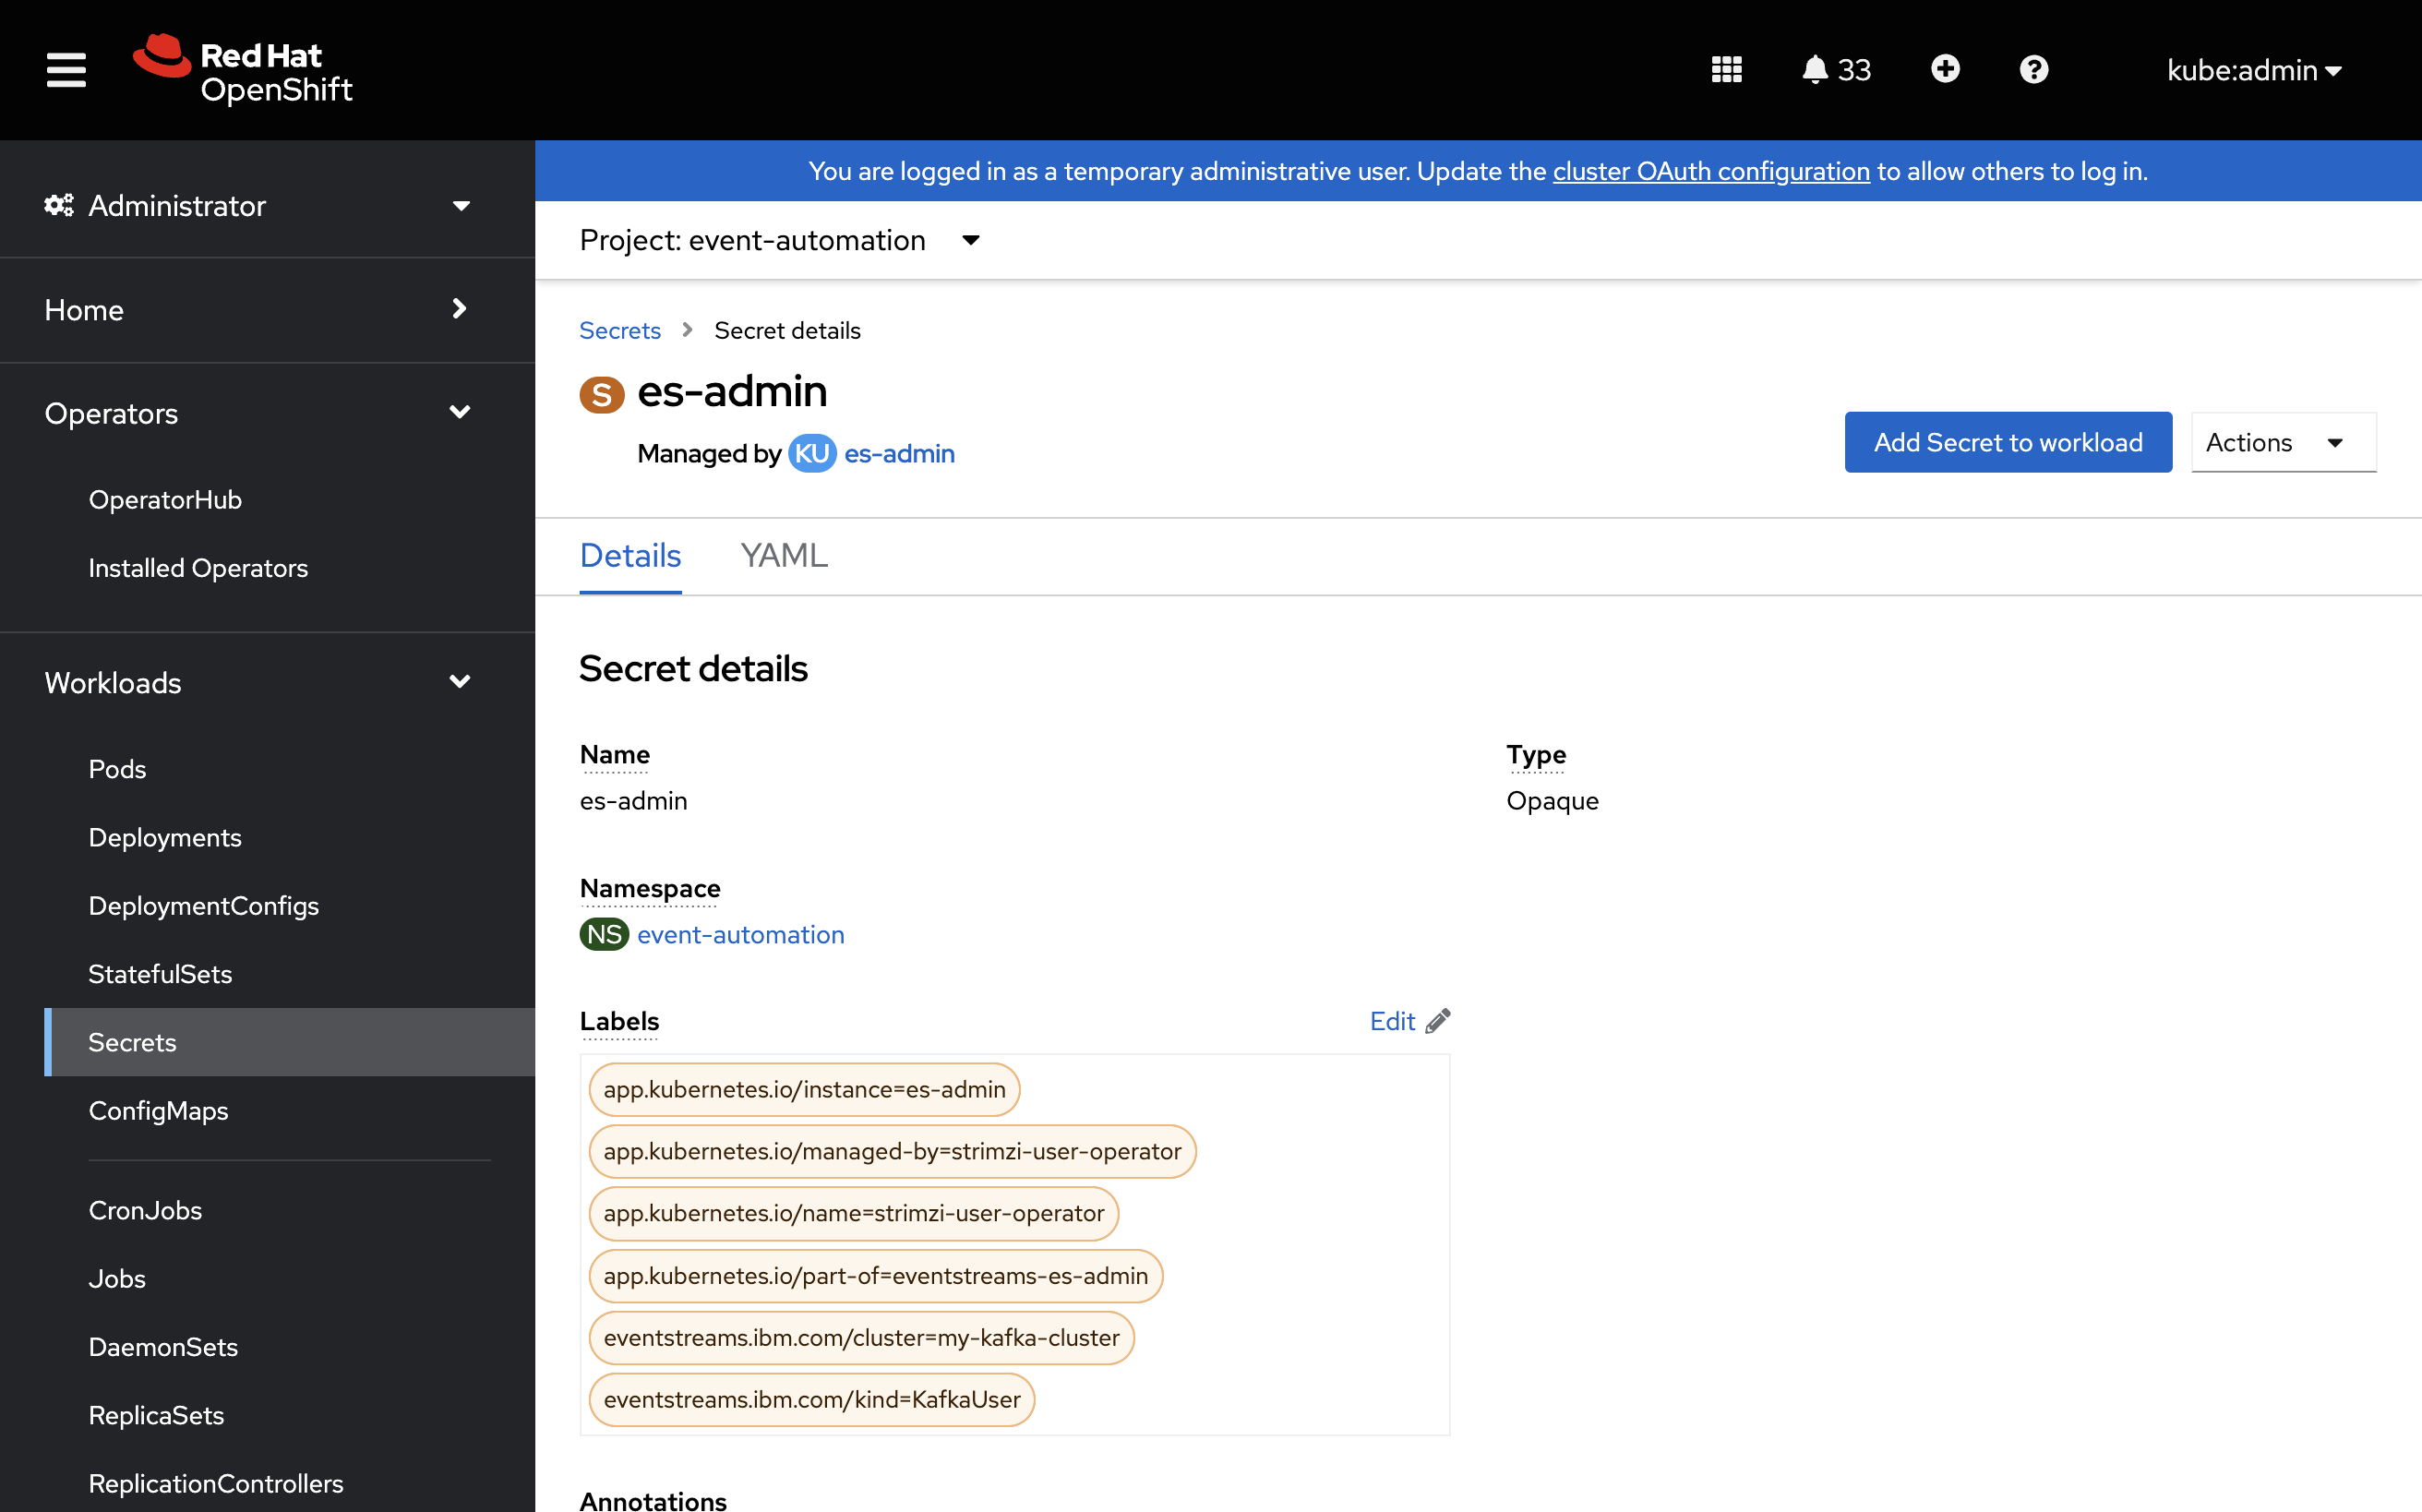 Red Hat
OpenShift
33
kube:admin
You are logged in as a temporary administrative user. Update the cluster OAuth configuration to allow others to log in.
Administrator
Home
Operators
OperatorHub
Installed Operators
Workloads
Pods
Deployments
DeploymentConfigs
StatefulSets
Secrets
ConfigMaps
CronJobs
Jobs
DaemonSets
ReplicaSets
ReplicationControllers
Project: event-automation
Secrets Secret details
S es-admin
Managed by KU es-admin
Add Secret to workload
Actions
Details YAML
Secret details
Name
es-admin
Type
Opaque
Namespace
NS event-automation
Labels
Edit
app.kubernetes.io/instance=es-admin
app.kubernetes.io/managed-by=strimzi-user-operator
app.kubernetes.io/name=strimzi-user-operator
app.kubernetes.io/part-of=eventstreams-es-admin
eventstreams.ibm.com/cluster=my-kafka-cluster
eventstreams.ibm.com/kind=KafkaUser
Annotations